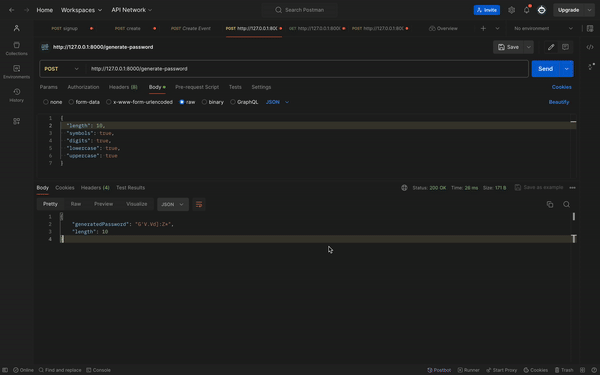 Home Workspaces API Network Search Postman Invite Upgrade
POST signup POST create POST Create Event POST http://127.0.0.1:80( GET http://127.0.0.1:800( POST http://127.0.0.1:80( Overview No environment
http://127.0.0.1:8000/generate-password Save
POST http://127.0.0.1:8000/generate-password Send
Params Authorization Headers (8) Body Pre-request Script Tests Settings Cookies
none form-data x-www-form-urlencoded raw binary GraphQL JSON Beautify
Collections
Environments
History
1 {
2 "length": 10,
3 "symbols": true,
4 "digits": true,
5 "lowercase": true,
6 "uppercase": true
7 }
Body Cookies Headers (4) Test Results Status: 200 OK Time: 26 ms Size: 171 B Save as example
Pretty Raw Preview Visualize JSON
1 {
2 "generatedPassword":
3 "length": 10
4 }
Online Find and replace Console Postbot Runner Start Proxy Cookies Trash